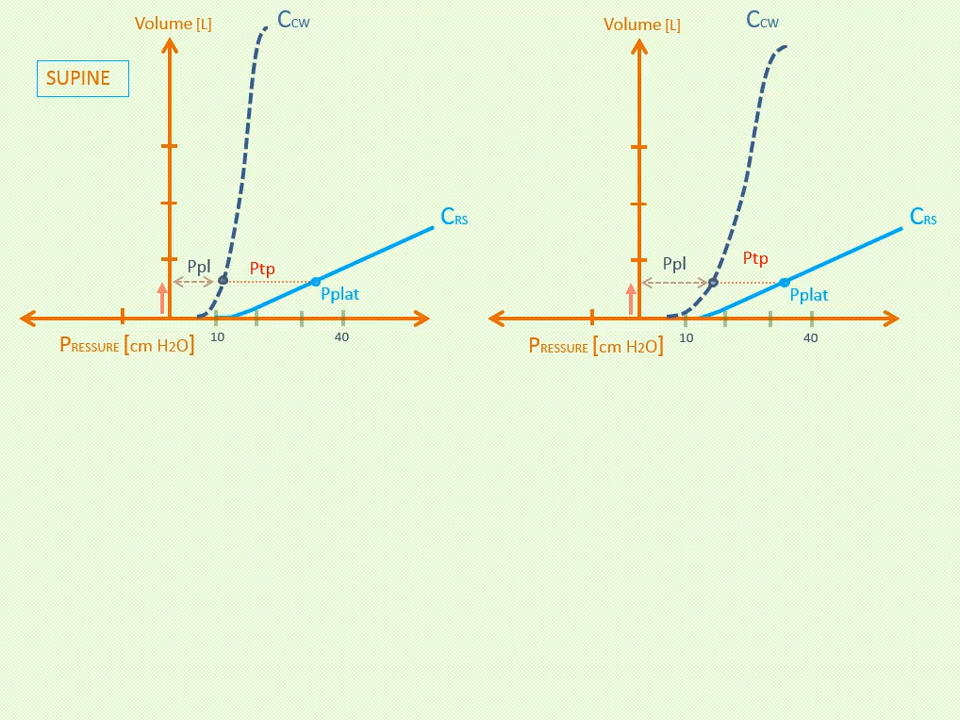 Volume [L]
CCW
SUPINE
CRS
Ppl
Ptp
Pplat
10
40
PRESSURE [cm H2O]
Volume [L]
CCW
CRS
Ppl
Ptp
Pplat
10
40
PRESSURE [cm H2O]